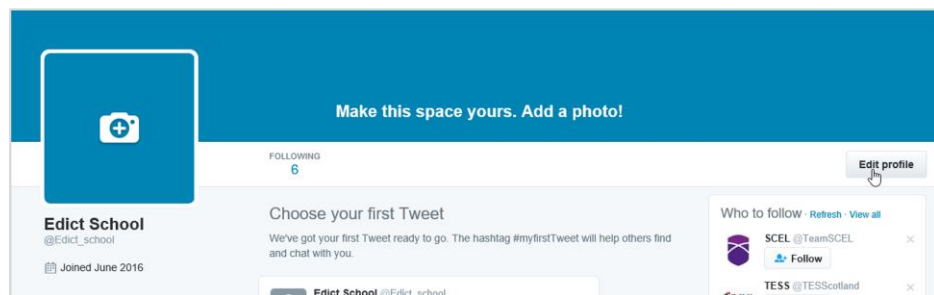 Make this space yours. Add a photo!
FOLLOWING
6
Edit profile
Edict School
@Edict_school
Joined June 2016
Choose your first Tweet
We've got your first Tweet ready to go. The hashtag #myfirstTweet will help others find
and chat with you.
Edict School @Edict_school
Who to follow · Refresh · View all
SCEL @TeamSCEL
Follow
TESS @TESScotland